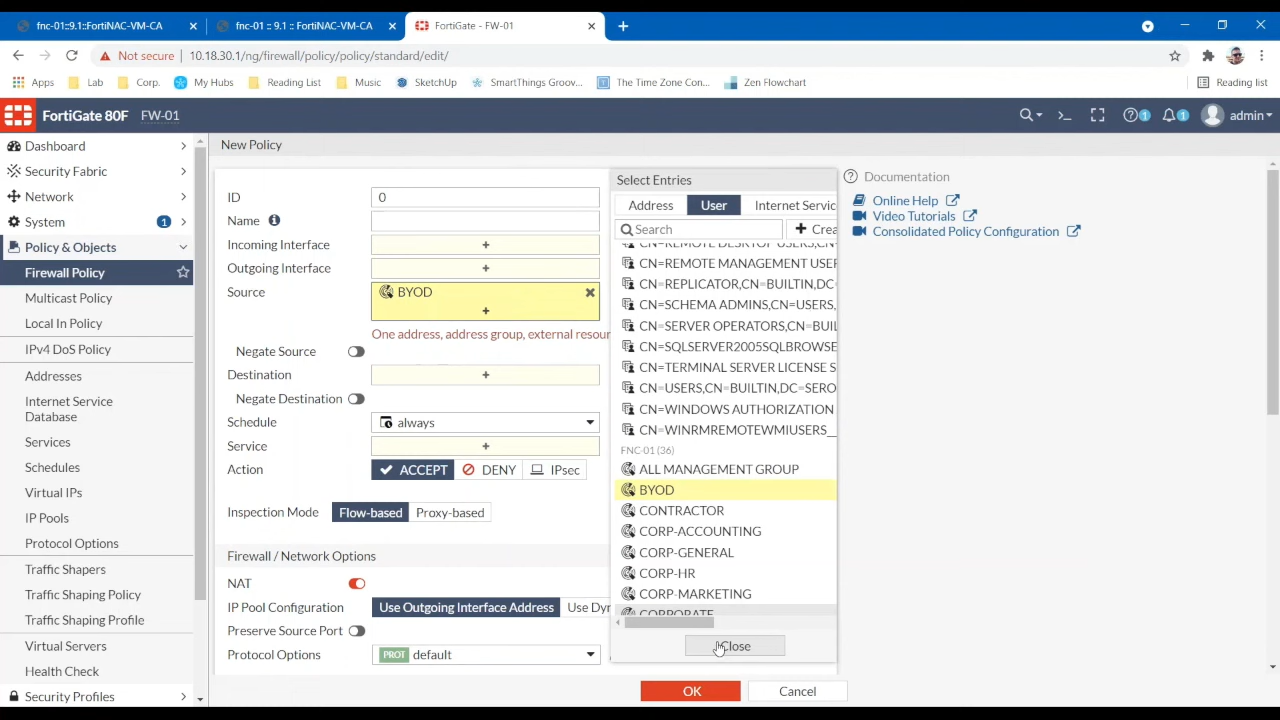 fnc-01::9.1::FortiNAC-VM-CA
fnc-01 :: 9.1 :: FortiNAC-VM-CA
FortiGate - FW-01
Not secure
10.18.30.1/ng/firewall/policy/policy/standard/edit/
Apps
Lab
Corp.
My Hubs
Reading List
Music
SketchUp
SmartThings Groov...
The Time Zone Con...
Zen Flowchart
Reading list
FortiGate 80F
FW-01
1
1
admin
Dashboard
Security Fabric
Network
System
1
Policy & Objects
Firewall Policy
Multicast Policy
Local In Policy
IPv4 DoS Policy
Addresses
Internet Service
Database
Services
Schedules
Virtual IPs
IP Pools
Protocol Options
Traffic Shapers
Traffic Shaping Policy
Traffic Shaping Profile
Virtual Servers
Health Check
Security Profiles
New Policy
ID
0
Name
Incoming Interface
+
Outgoing Interface
+
Source
BYOD
+
One address, address group, external resour
Negate Source
Destination
+
Negate Destination
Schedule
always
Service
+
Action
ACCEPT
DENY
IPsec
Inspection Mode
Flow-based
Proxy-based
Firewall / Network Options
NAT
IP Pool Configuration
Use Outgoing Interface Address
Use Dyn
Preserve Source Port
Protocol Options
PROT default
Select Entries
Address
User
Internet Servic
Search
+ Crea
CN=REMOTE DESKTOP USERS,CN=
CN=REMOTE MANAGEMENT USER
CN=REPLICATOR,CN=BUILTIN,DC=
CN=SCHEMA ADMINS,CN=USERS,
CN=SERVER OPERATORS,CN=BUIL
CN=SQLSERVER2005SQLBROWSE
CN=TERMINAL SERVER LICENSE S
CN=USERS,CN=BUILTIN,DC=SERO
CN=WINDOWS AUTHORIZATION
CN=WINRMREMOTEWMIUSERS__
FNC-01 (36)
ALL MANAGEMENT GROUP
BYOD
CONTRACTOR
CORP-ACCOUNTING
CORP-GENERAL
CORP-HR
CORP-MARKETING
CORPORATE
Close
OK
Cancel
Documentation
Online Help
Video Tutorials
Consolidated Policy Configuration